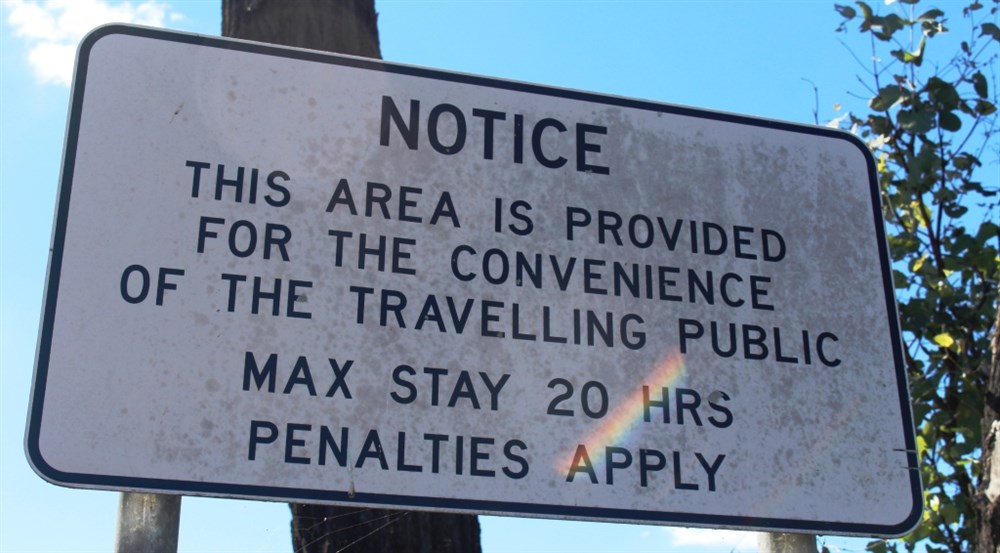 NOTICE
THIS AREA IS PROVIDED
FOR THE CONVENIENCE
OF THE TRAVELLING PUBLIC
MAX STAY 20 HRS
PENALTIES APPLY